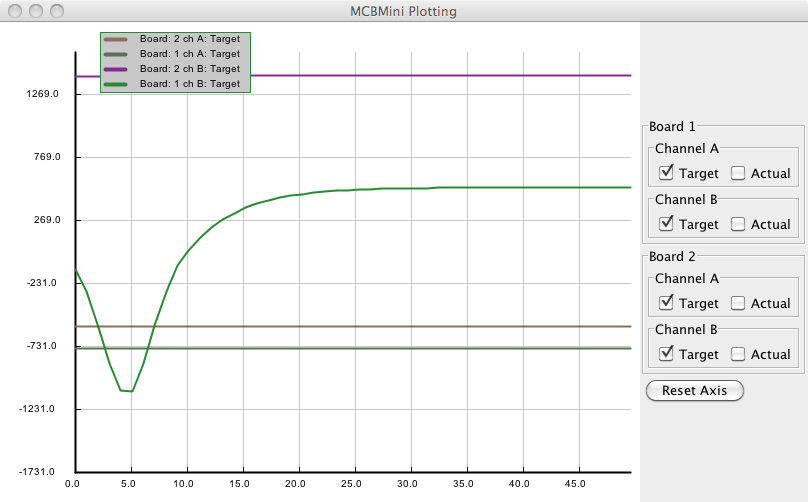 MCBMini Plotting
Board: 2 ch A: Target
Board: 1 ch A: Target
Board: 2 ch B: Target
Board: 1 ch B: Target
1269.0
769.0
269.0
-231.0
-731.0
-1231.0
-1731.0
0.0 5.0 10.0 15.0 20.0 25.0 30.0 35.0 40.0 45.0
Board 1
Channel A
Target Actual
Channel B
Target Actual
Board 2
Channel A
Target Actual
Channel B
Target Actual
Reset Axis